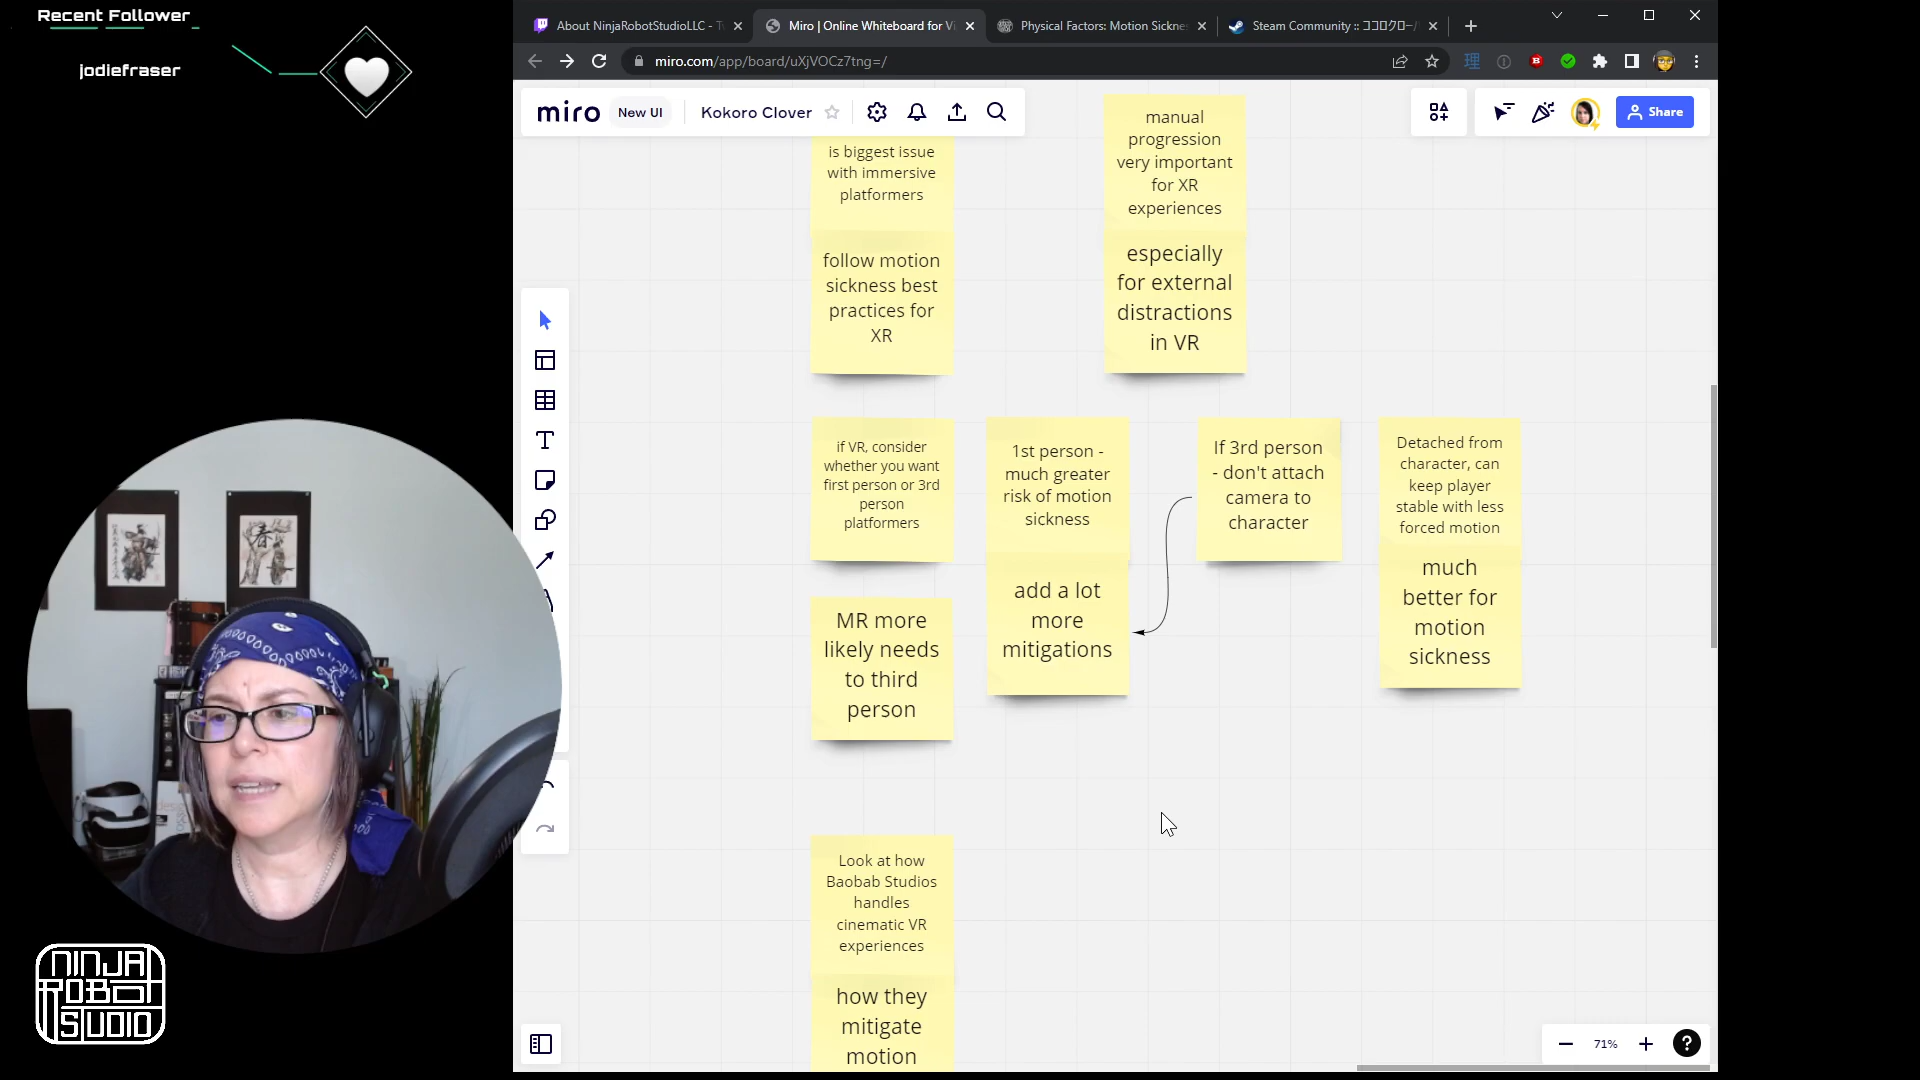 Recent Follower
jodiefraser
About NinjaRobotStudioLLC - Tw
Miro | Online Whiteboard for Vi
Physical Factors: Motion Sickne
Steam Community :: ココロクロー
miro.com/app/board/uXjVOCz7tng=/
miro
New UI
Kokoro Clover
Share
is biggest issue
with immersive
platformers
follow motion
sickness best
practices for
XR
manual
progression
very important
for XR
experiences
especially
for external
distractions
in VR
if VR, consider
whether you want
first person or 3rd
person
platformers
1st person -
much greater
risk of motion
sickness
If 3rd person
- don't attach
camera to
character
Detached from
character, can
keep player
stable with less
forced motion
MR more
likely needs
to third
person
add a lot
more
mitigations
much
better for
motion
sickness
Look at how
Baobab Studios
handles
cinematic VR
experiences
how they
mitigate
motion
71%
NINJA
ROBOT
STUDIO
春